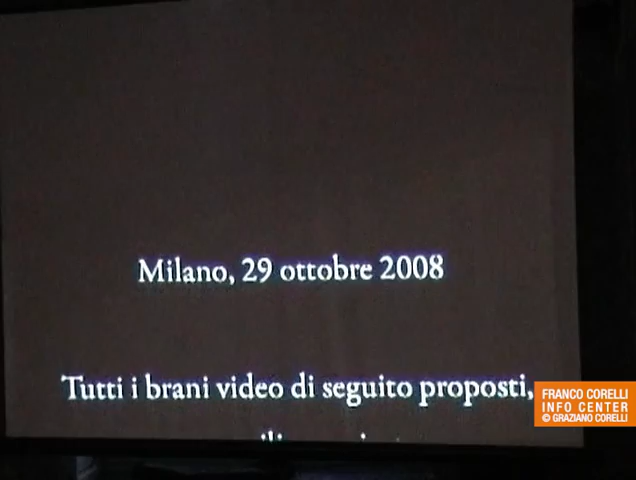 Milano, 29 ottobre 2008
Tutti i brani video di seguito proposti,
FRANCO CORELLI
INFO CENTER
© GRAZIANO CORELLI